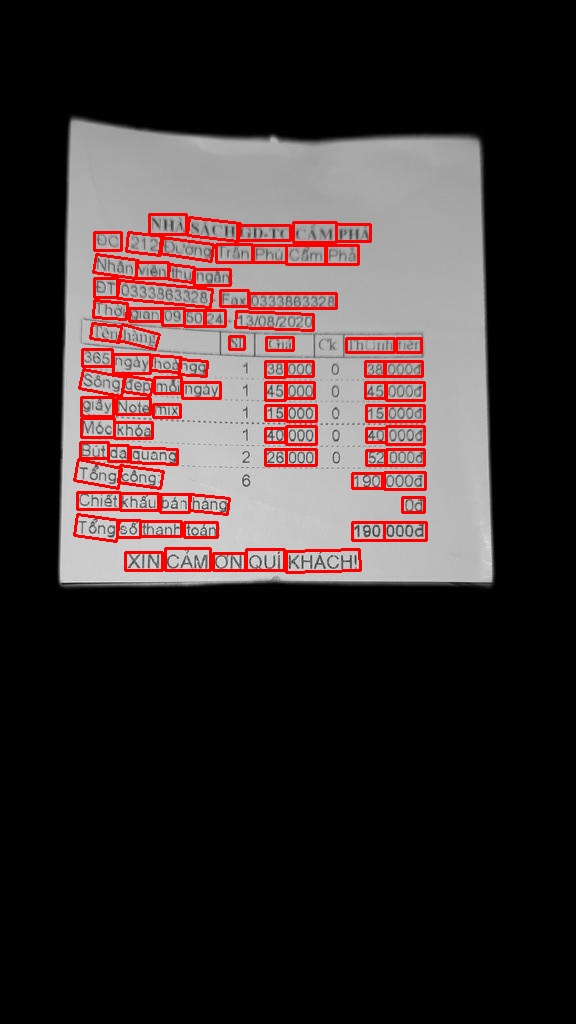 NHÀ SÁCH GD-TC CẨM PHẢ
ĐC 212 Đường Trần Phú Cẩm Phả
Nhân viên thu ngân
ĐT 0333863328 Fax 0333863328
Thời gian 09 50 24 - 13/08/2020
Tên hàng Sl Giá Ck Thành tiền
365 ngày hoà ngg 1 38 000 0 38 000đ
Sống đẹp mỗi ngày 1 45 000 0 45 000đ
giấy Note mix 1 15 000 0 15 000đ
Móc khóa 1 40 000 0 40 000đ
Bút dạ quang 2 26 000 0 52 000đ
Tổng cộng: 6 190 000đ
Chiết khấu bán hàng 0đ
Tổng số thanh toán 190 000đ
XIN CẢM ƠN QUÍ KHÁCH!